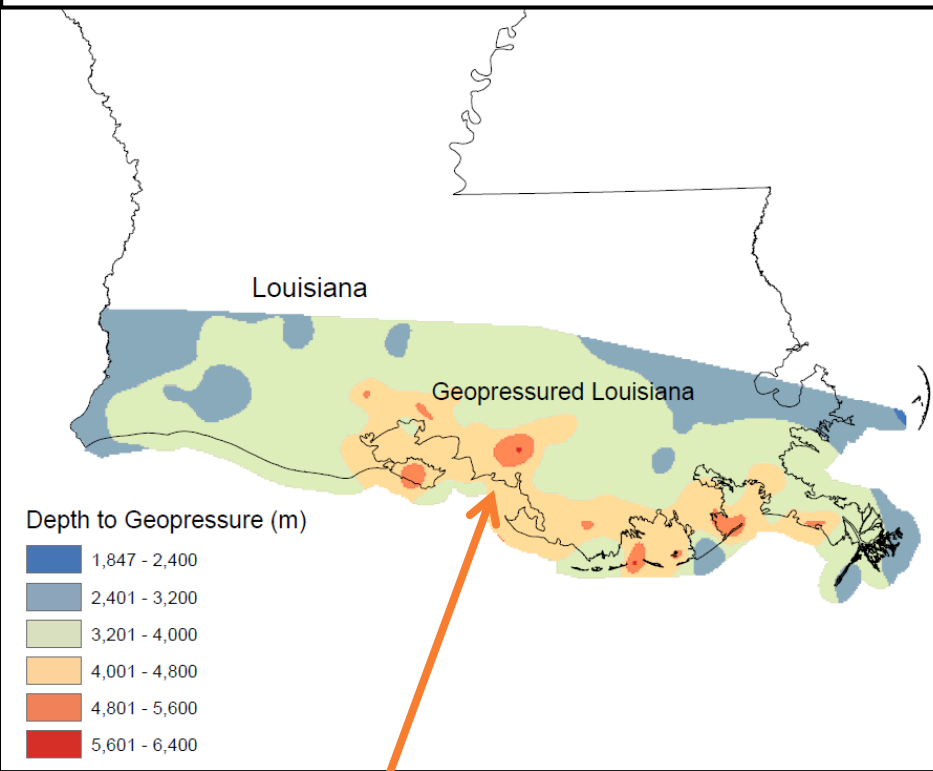 Louisiana
Geopressured Louisiana
Depth to Geopressure (m)
1,847 - 2,400
2,401 - 3,200
3,201 - 4,000
4,001 - 4,800
4,801 - 5,600
5,601 - 6,400